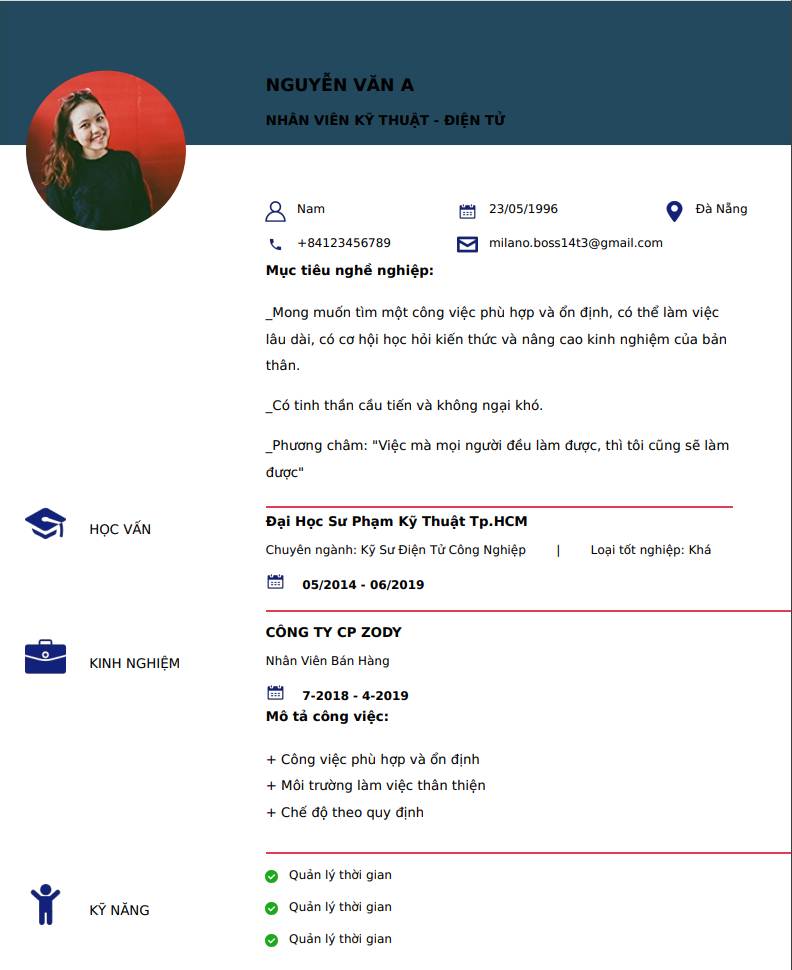 NGUYỄN VĂN A
NHÂN VIÊN KỸ THUẬT - ĐIỆN TỬ
Nam
23/05/1996
Đà Nẵng
+84123456789
milano.boss14t3@gmail.com
Mục tiêu nghề nghiệp:
_Mong muốn tìm một công việc phù hợp và ổn định, có thể làm việc
lâu dài, có cơ hội học hỏi kiến thức và nâng cao kinh nghiệm của bản
thân.
_Có tinh thần cầu tiến và không ngại khó.
_Phương châm: "Việc mà mọi người đều làm được, thì tôi cũng sẽ làm
được"
HỌC VẤN
Đại Học Sư Phạm Kỹ Thuật Tp.HCM
Chuyên ngành: Kỹ Sư Điện Tử Công Nghiệp | Loại tốt nghiệp: Khá
05/2014 - 06/2019
KINH NGHIỆM
CÔNG TY CP ZODY
Nhân Viên Bán Hàng
7-2018 - 4-2019
Mô tả công việc:
+ Công việc phù hợp và ổn định
+ Môi trường làm việc thân thiện
+ Chế độ theo quy định
KỸ NĂNG
Quản lý thời gian
Quản lý thời gian
Quản lý thời gian